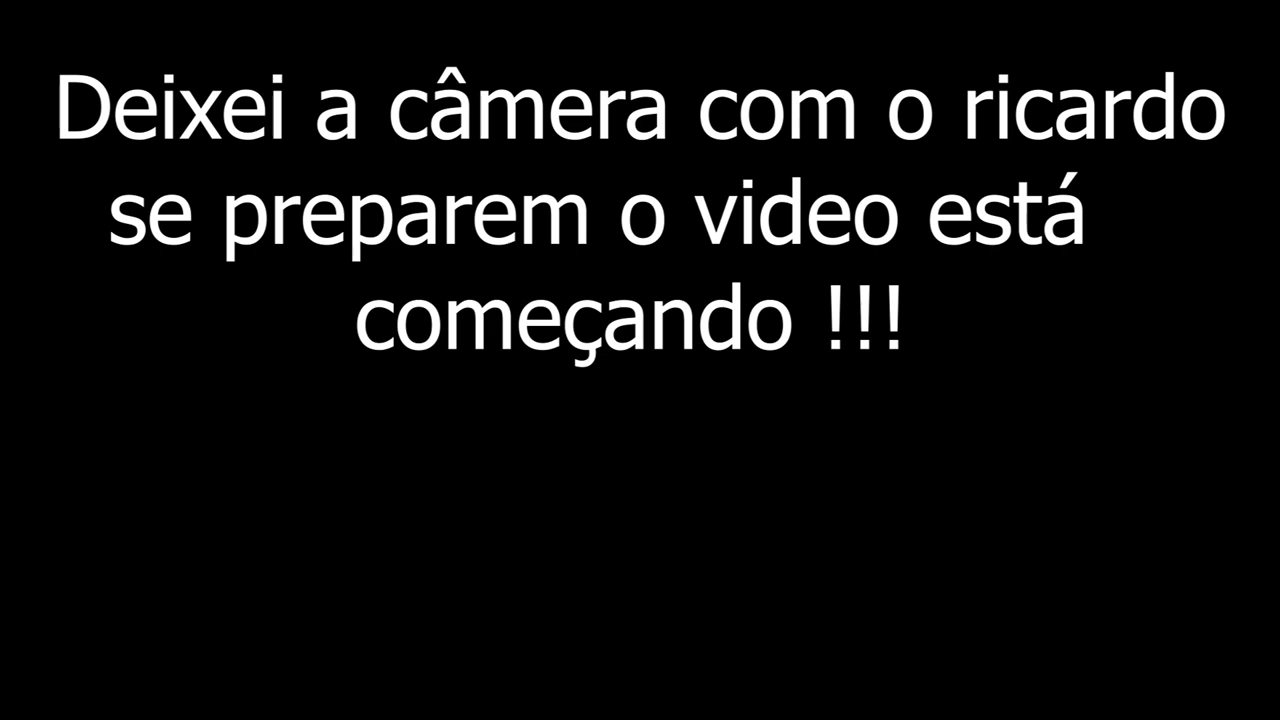 Deixei a câmera com o ricardo
se preparem o video está
começando !!!